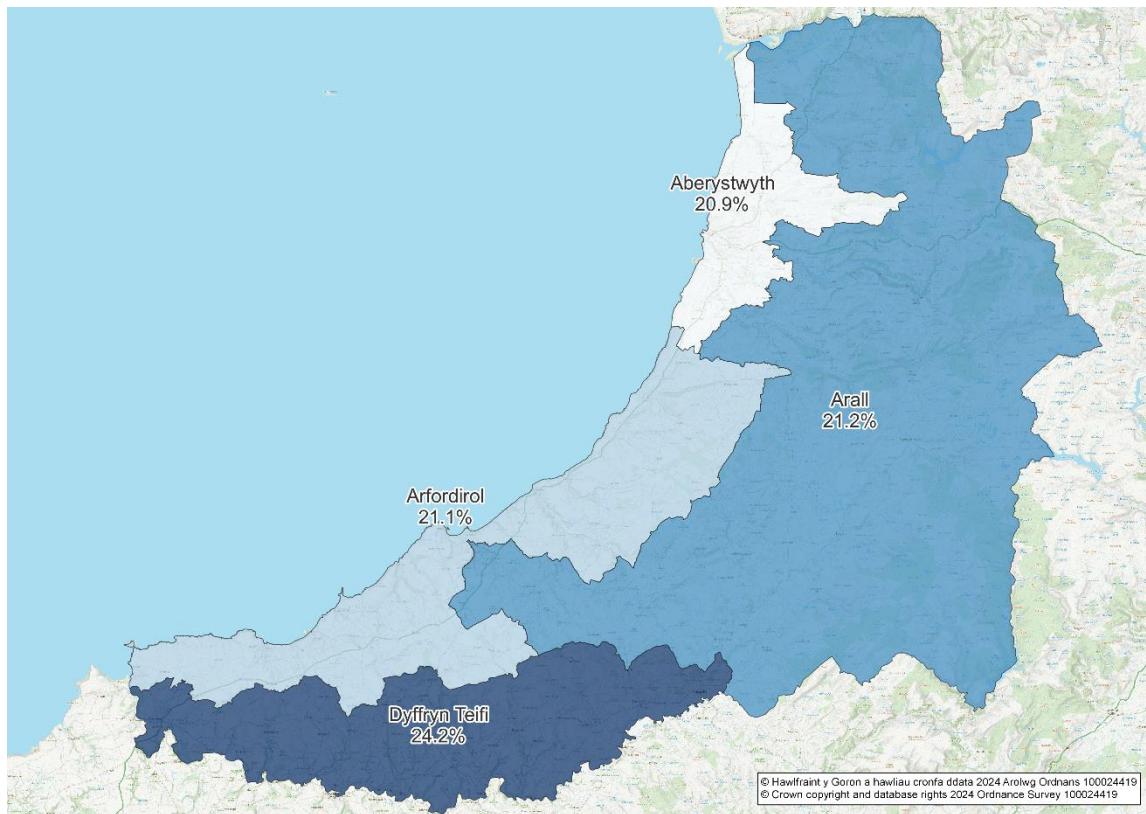 Aberystwyth
20.9%
Arall
21.2%
Arfordirol
21.1%
Dyffryn Teifi
24.2%
© Hawlfraint y Goron a hawliau cronfa ddata 2024 Arolwg Ordnans 100024419
© Crown copyright and database rights 2024 Ordnance Survey 100024419